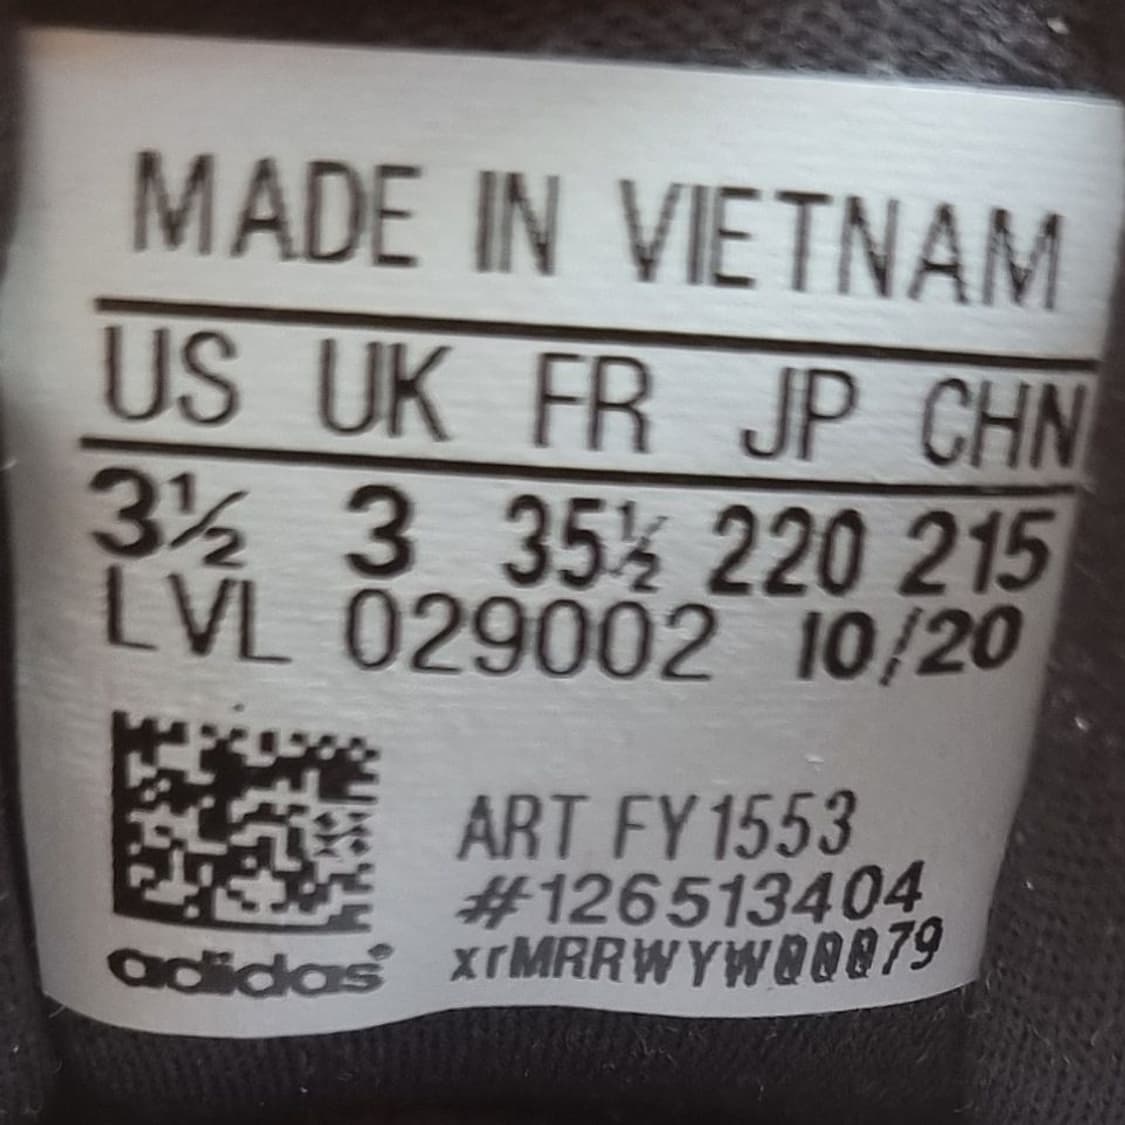 MADE IN VIETNAM
US UK FR JP CHN
3½ 3 35½ 220 215
LVL 029002 10/20
ART FY1553
#126513404
xrMRRWYW00079
adidas